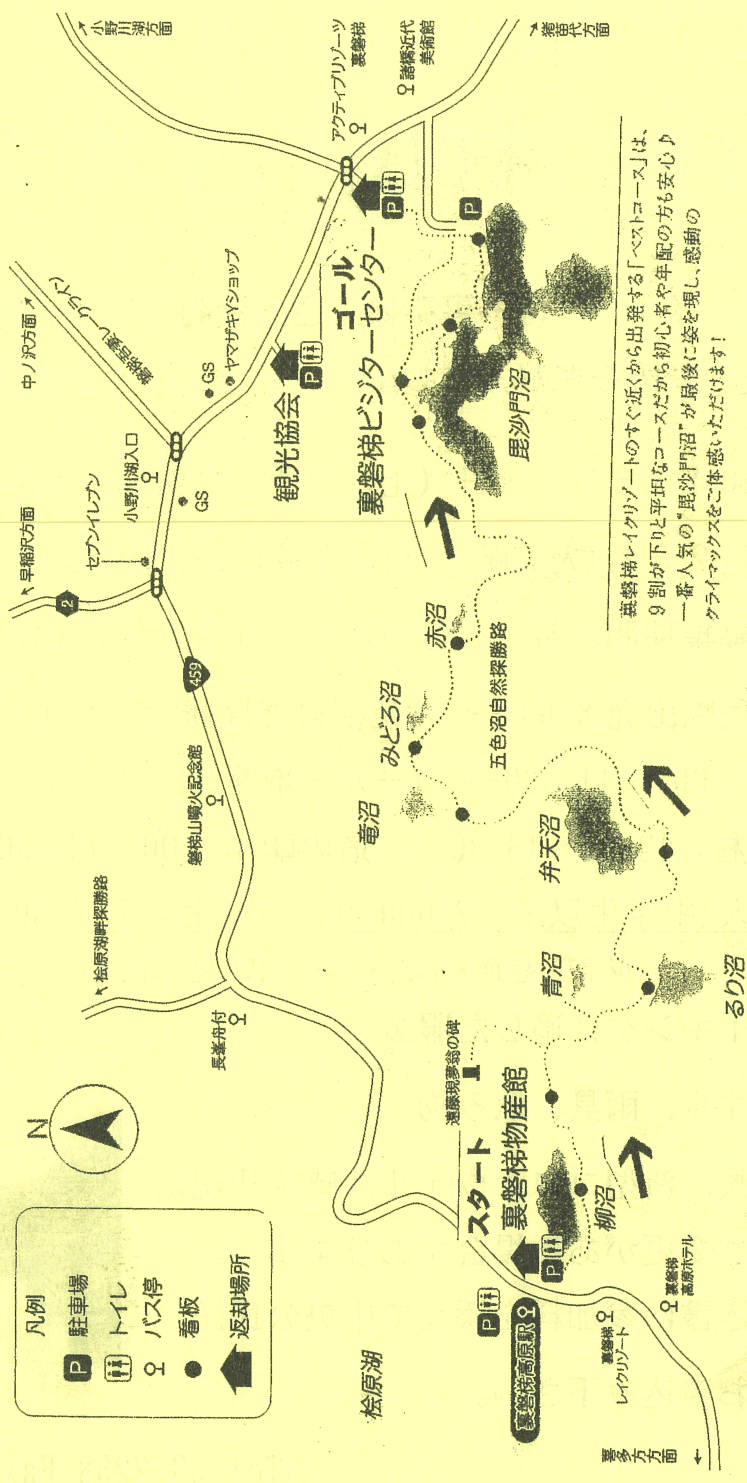 N
凡例
P 駐車場
トイレ
バス停
看板
返却場所
↗小野川湖方面
中ノ沢方面↗
↖早稲沢方面
↖桧原湖畔探勝路
磐梯吾妻レークライン
アクティブリゾーツ
裏磐梯
諸橋近代
美術館
↘猪苗代方面
GS
ヤマザキYショップ
小野川湖入口
GS
セブンイレブン
2
459
磐梯山噴火記念館
長峯舟付
桧原湖
観光協会
P
ゴール
裏磐梯ビジターセンター
P
P
毘沙門沼
赤沼
みどろ沼
五色沼自然探勝路
竜沼
弁天沼
青沼
るり沼
遠藤現夢翁の碑
スタート
裏磐梯物産館
P
柳沼
P
裏磐梯高原駅
裏磐梯
レイクリゾート
裏磐梯
高原ホテル
←喜多方方面
裏磐梯レイクリゾートのすぐ近くから出発する「ベストコース」は、
9割が下りと平坦なコースだから初心者や年配の方も安心♪
一番人気の“毘沙門沼”が最後に姿を現し、感動の
クライマックスをご体感いただけます!